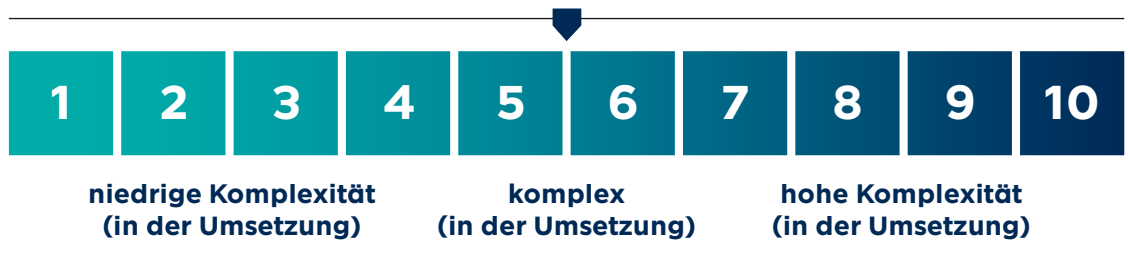 1 2 3 4 5 6 7 8 9 10
niedrige Komplexität komplex hohe Komplexität
(in der Umsetzung) (in der Umsetzung) (in der Umsetzung)